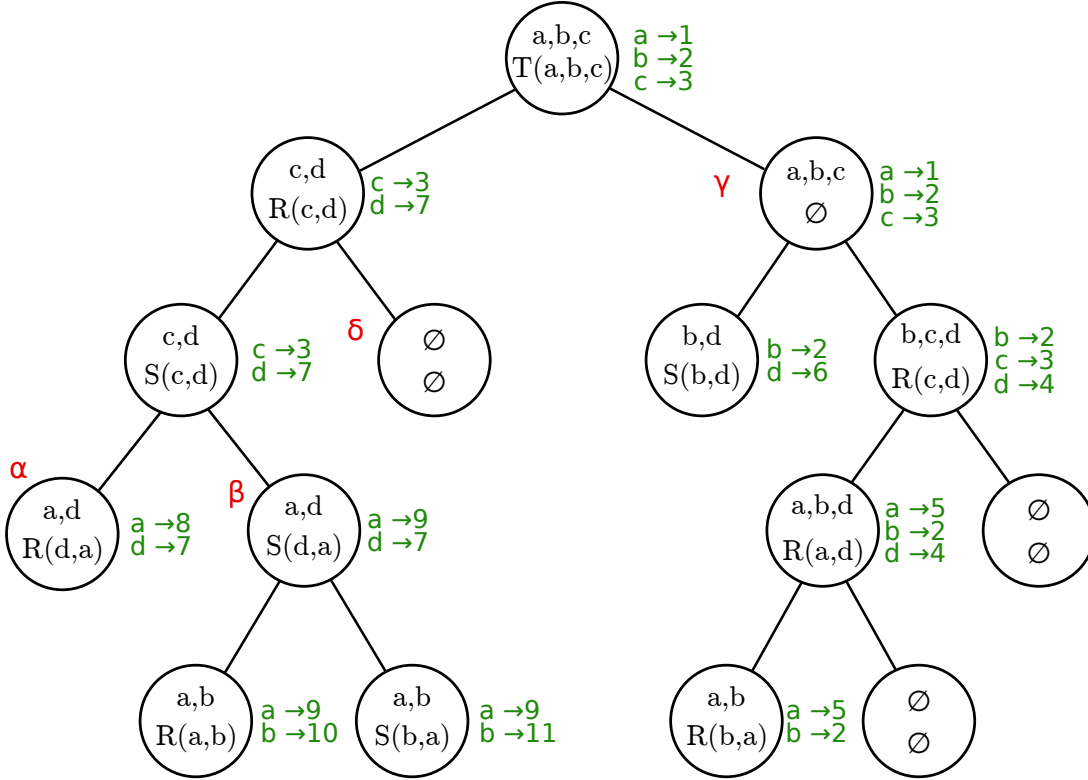 a,b,c
T(a,b,c)
a →1
b →2
c →3
c,d
R(c,d)
c →3
d →7
γ
a,b,c
∅
a →1
b →2
c →3
c,d
S(c,d)
c →3
d →7
δ
∅
∅
b,d
S(b,d)
b →2
d →6
b,c,d
R(c,d)
b →2
c →3
d →4
α
a,d
R(d,a)
a →8
d →7
β
a,d
S(d,a)
a →9
d →7
a,b,d
R(a,d)
a →5
b →2
d →4
∅
∅
a,b
R(a,b)
a →9
b →10
a,b
S(b,a)
a →9
b →11
a,b
R(b,a)
a →5
b →2
∅
∅